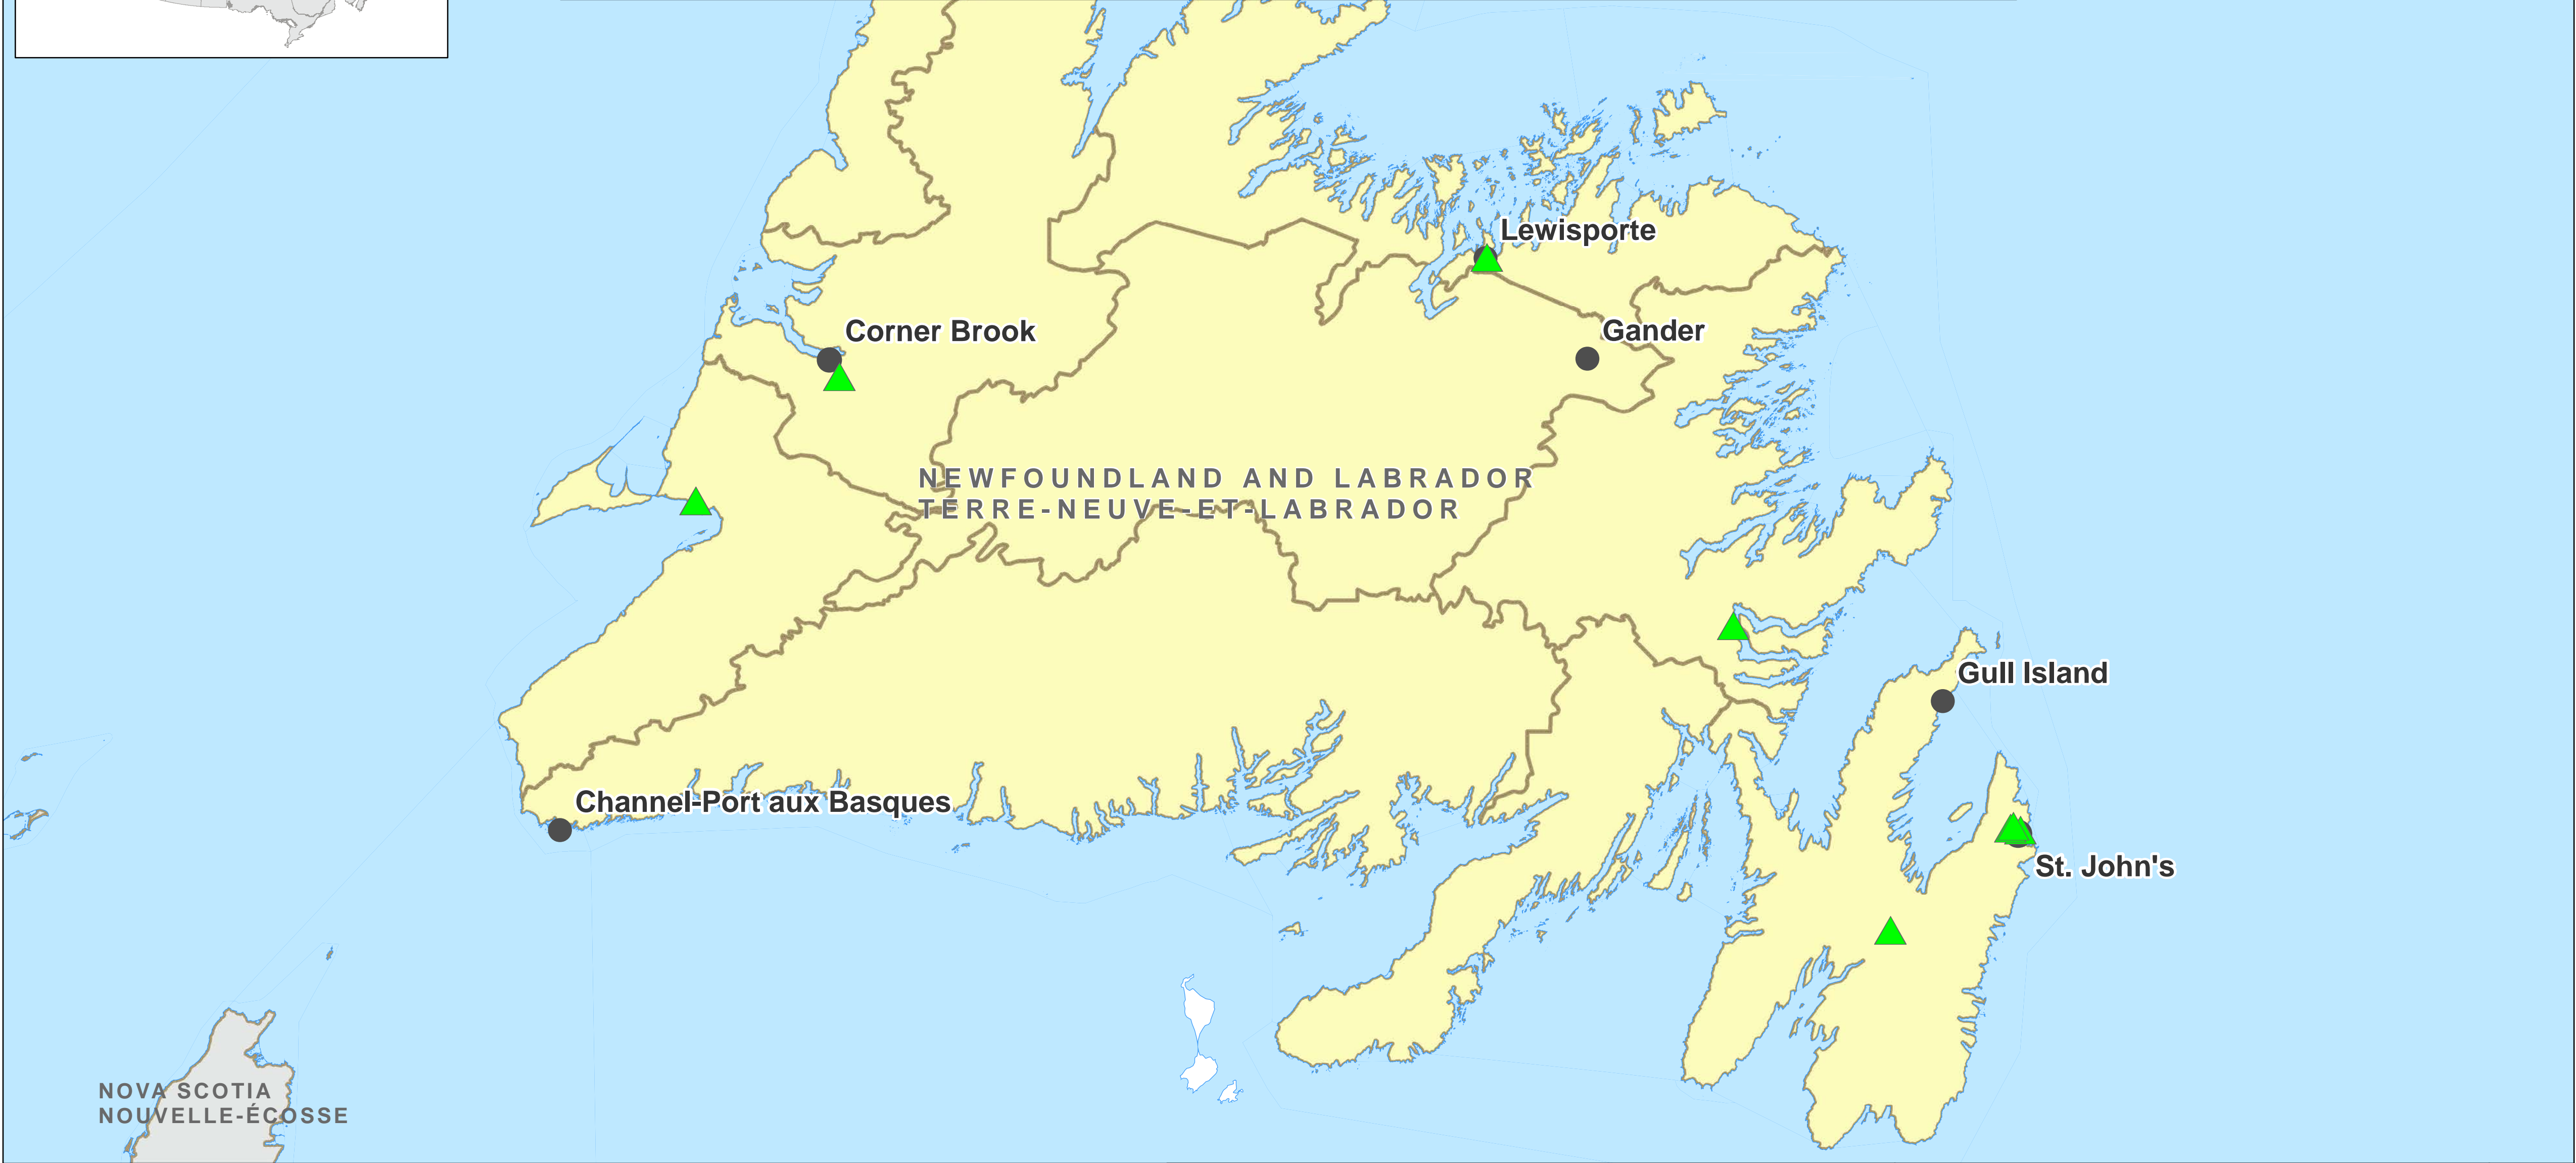 Lewisporte
Corner Brook
Gander
NEWFOUNDLAND AND LABRADOR
TERRE-NEUVE-ET-LABRADOR
Gull Island
Channel-Port aux Basques
St. John's
NOVA SCOTIA
NOUVELLE-ÉCOSSE